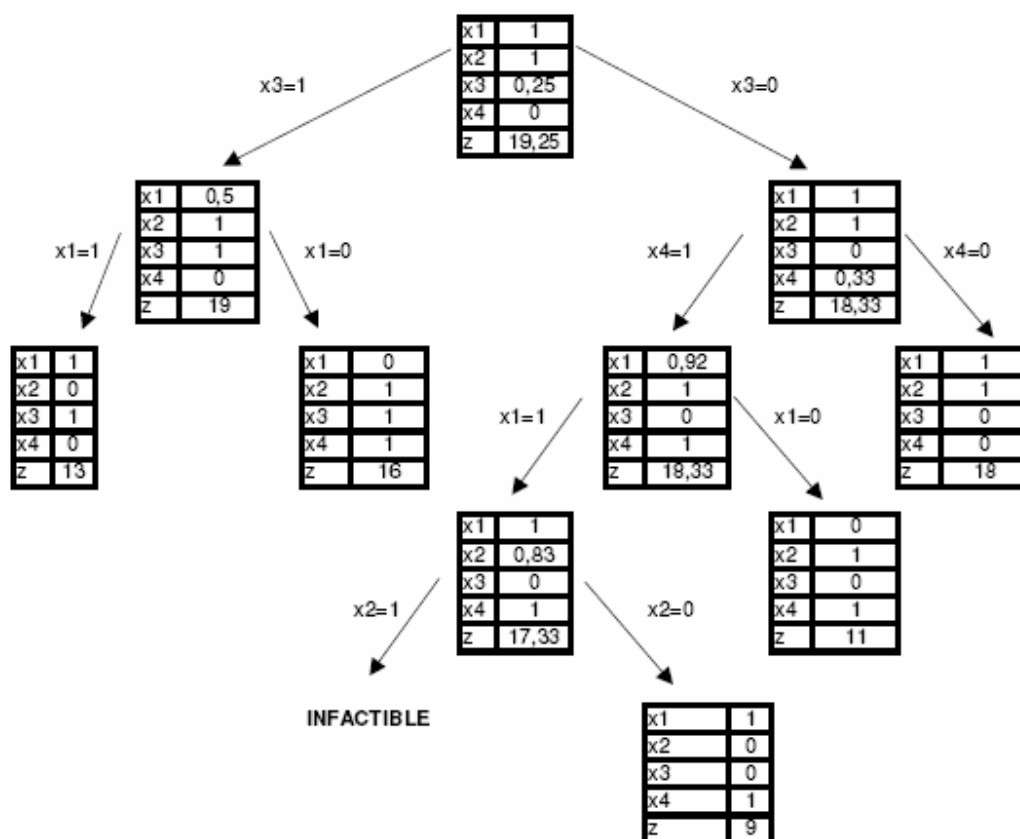 x1 1
x2 1
x3 0,25
x4 0
z 19,25
x3=1
x3=0
x1 0,5
x2 1
x3 1
x4 0
z 19
x1 1
x2 1
x3 0
x4 0,33
z 18,33
x1=1
x1=0
x4=1
x4=0
x1 1
x2 0
x3 1
x4 0
z 13
x1 0
x2 1
x3 1
x4 1
z 16
x1 0,92
x2 1
x3 0
x4 1
z 18,33
x1 1
x2 1
x3 0
x4 0
z 18
x1=1
x1=0
x1 1
x2 0,83
x3 0
x4 1
z 17,33
x1 0
x2 1
x3 0
x4 1
z 11
x2=1
x2=0
INFACTIBLE
x1 1
x2 0
x3 0
x4 1
z 9